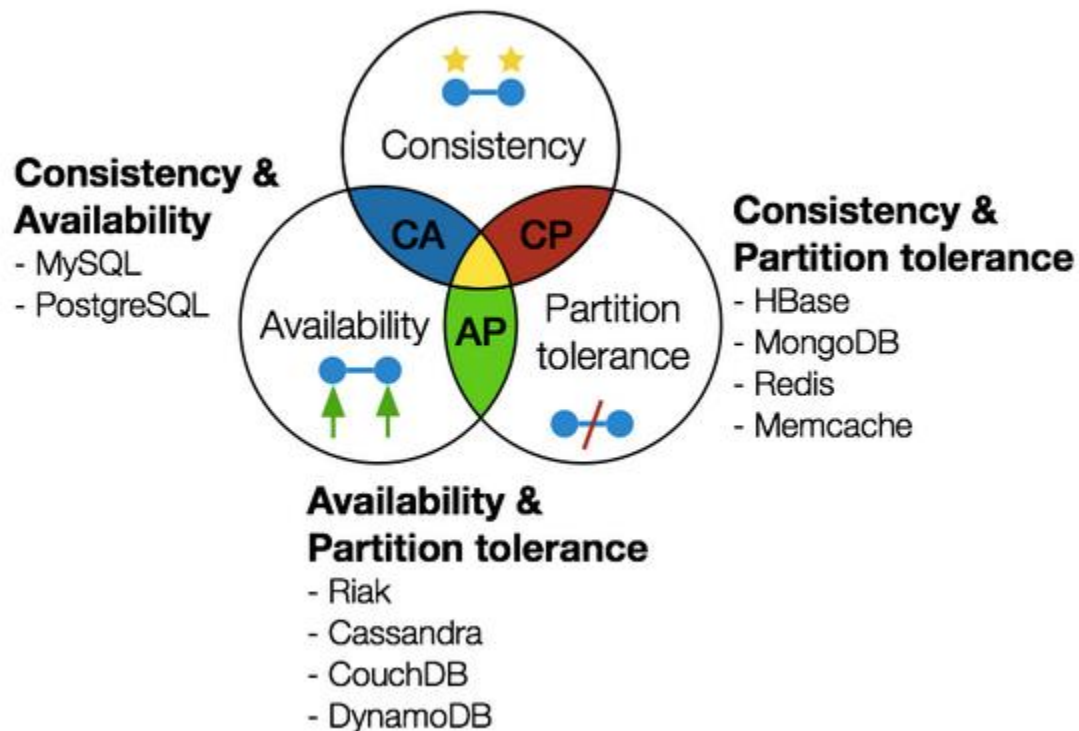 Consistency
Consistency &
Availability
- MySQL
- PostgreSQL
CA
CP
AP
Availability
Partition
tolerance
Consistency &
Partition tolerance
- HBase
- MongoDB
- Redis
- Memcache
Availability &
Partition tolerance
- Riak
- Cassandra
- CouchDB
- DynamoDB